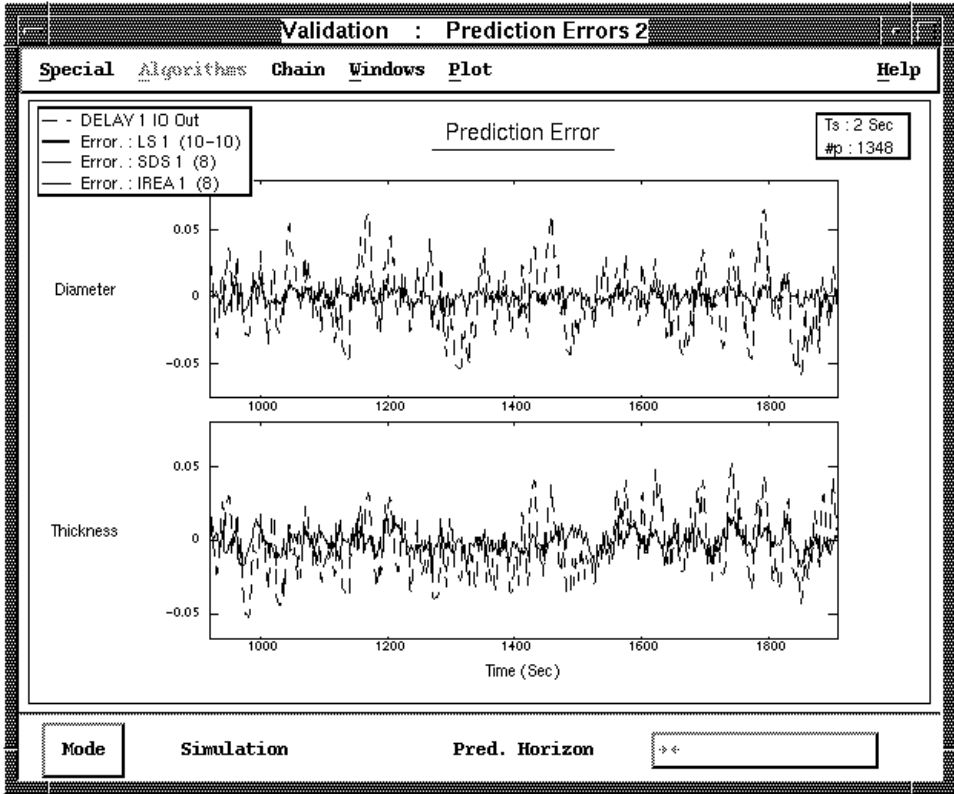 Validation : Prediction Errors 2
Special Algorithms Chain Windows Plot Help
DELAY 1 IO Out
Error. : LS 1 (10-10)
Error. : SDS 1 (8)
Error. : IREA 1 (8)
Prediction Error
Ts : 2 Sec
#p : 1348
0.05
Diameter
0
-0.05
1000 1200 1400 1600 1800
0.05
Thickness
0
-0.05
1000 1200 1400 1600 1800
Time (Sec)
Mode Simulation Pred. Horizon